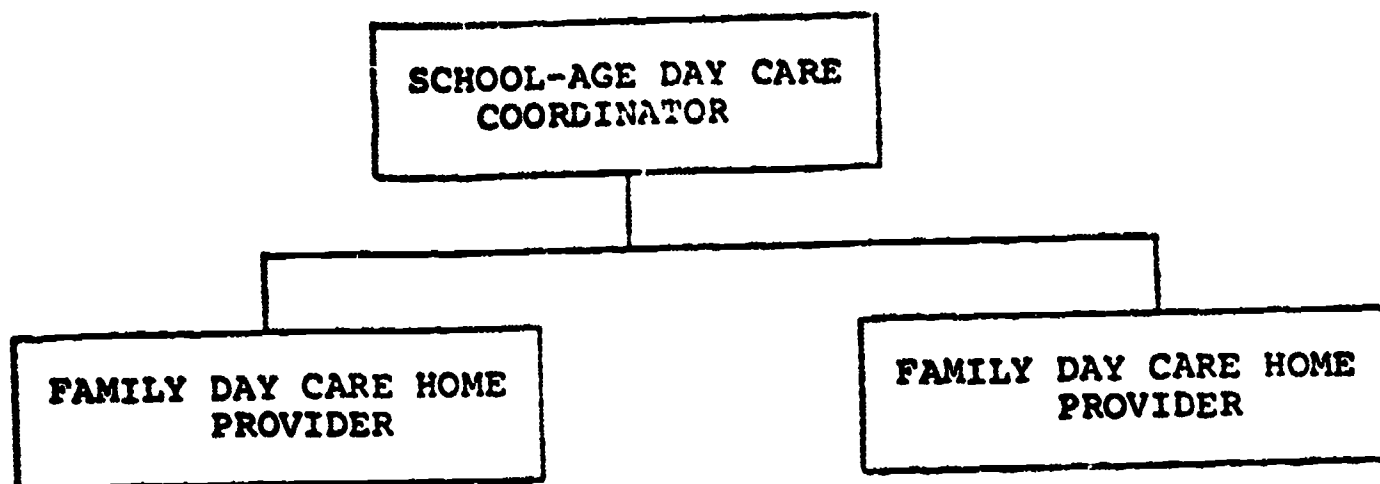 SCHOOL-AGE DAY CARE
COORDINATOR
FAMILY DAY CARE HOME
PROVIDER
FAMILY DAY CARE HOME
PROVIDER